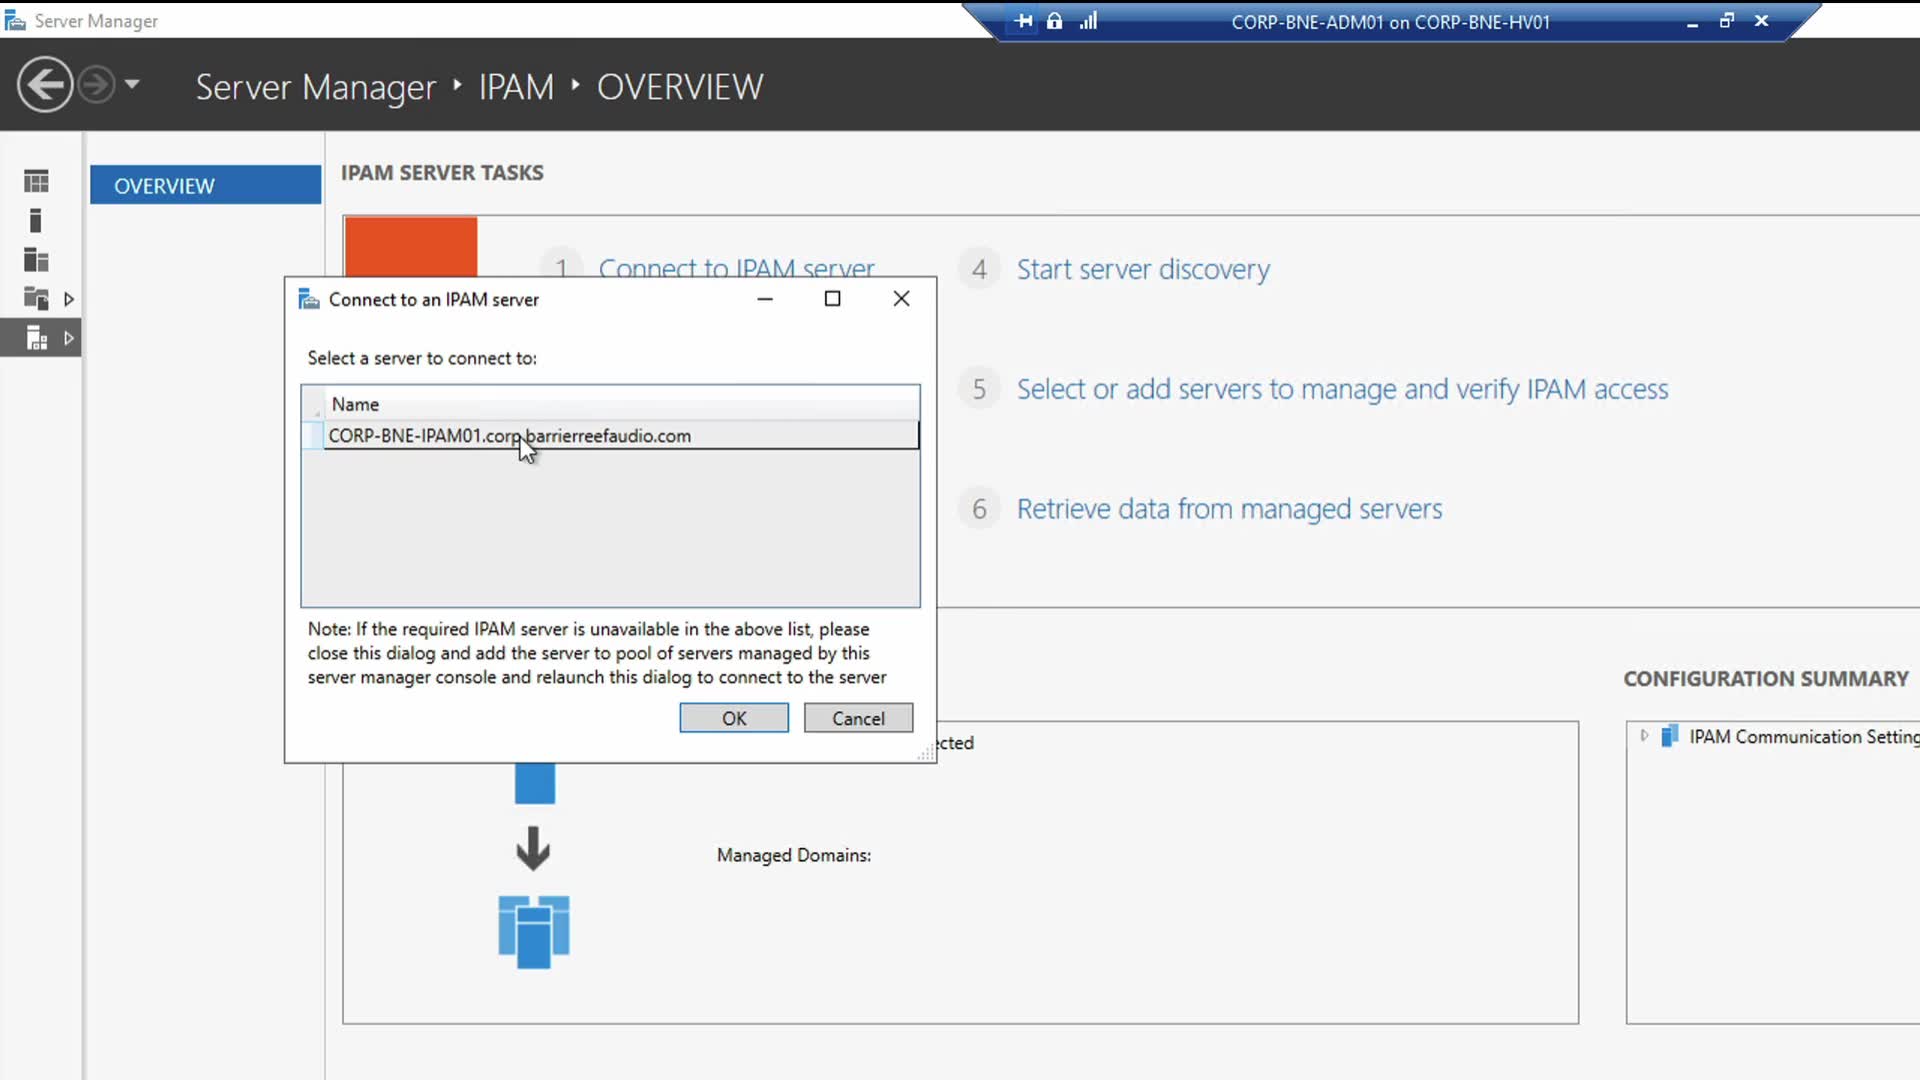 Server Manager
CORP-BNE-ADM01 on CORP-BNE-HV01
Server Manager IPAM OVERVIEW
OVERVIEW
IPAM SERVER TASKS
1 Connect to IPAM server
4 Start server discovery
5 Select or add servers to manage and verify IPAM access
6 Retrieve data from managed servers
Connect to an IPAM server
Select a server to connect to:
Name
CORP-BNE-IPAM01.corp.barrierreefaudio.com
Note: If the required IPAM server is unavailable in the above list, please
close this dialog and add the server to pool of servers managed by this
server manager console and relaunch this dialog to connect to the server
OK
Cancel
ected
Managed Domains:
CONFIGURATION SUMMARY
IPAM Communication Setting